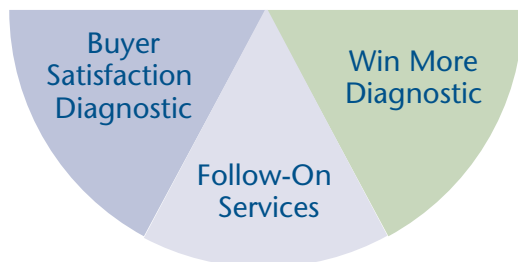 Buyer
Satisfaction
Diagnostic
Win More
Diagnostic
Follow-On
Services